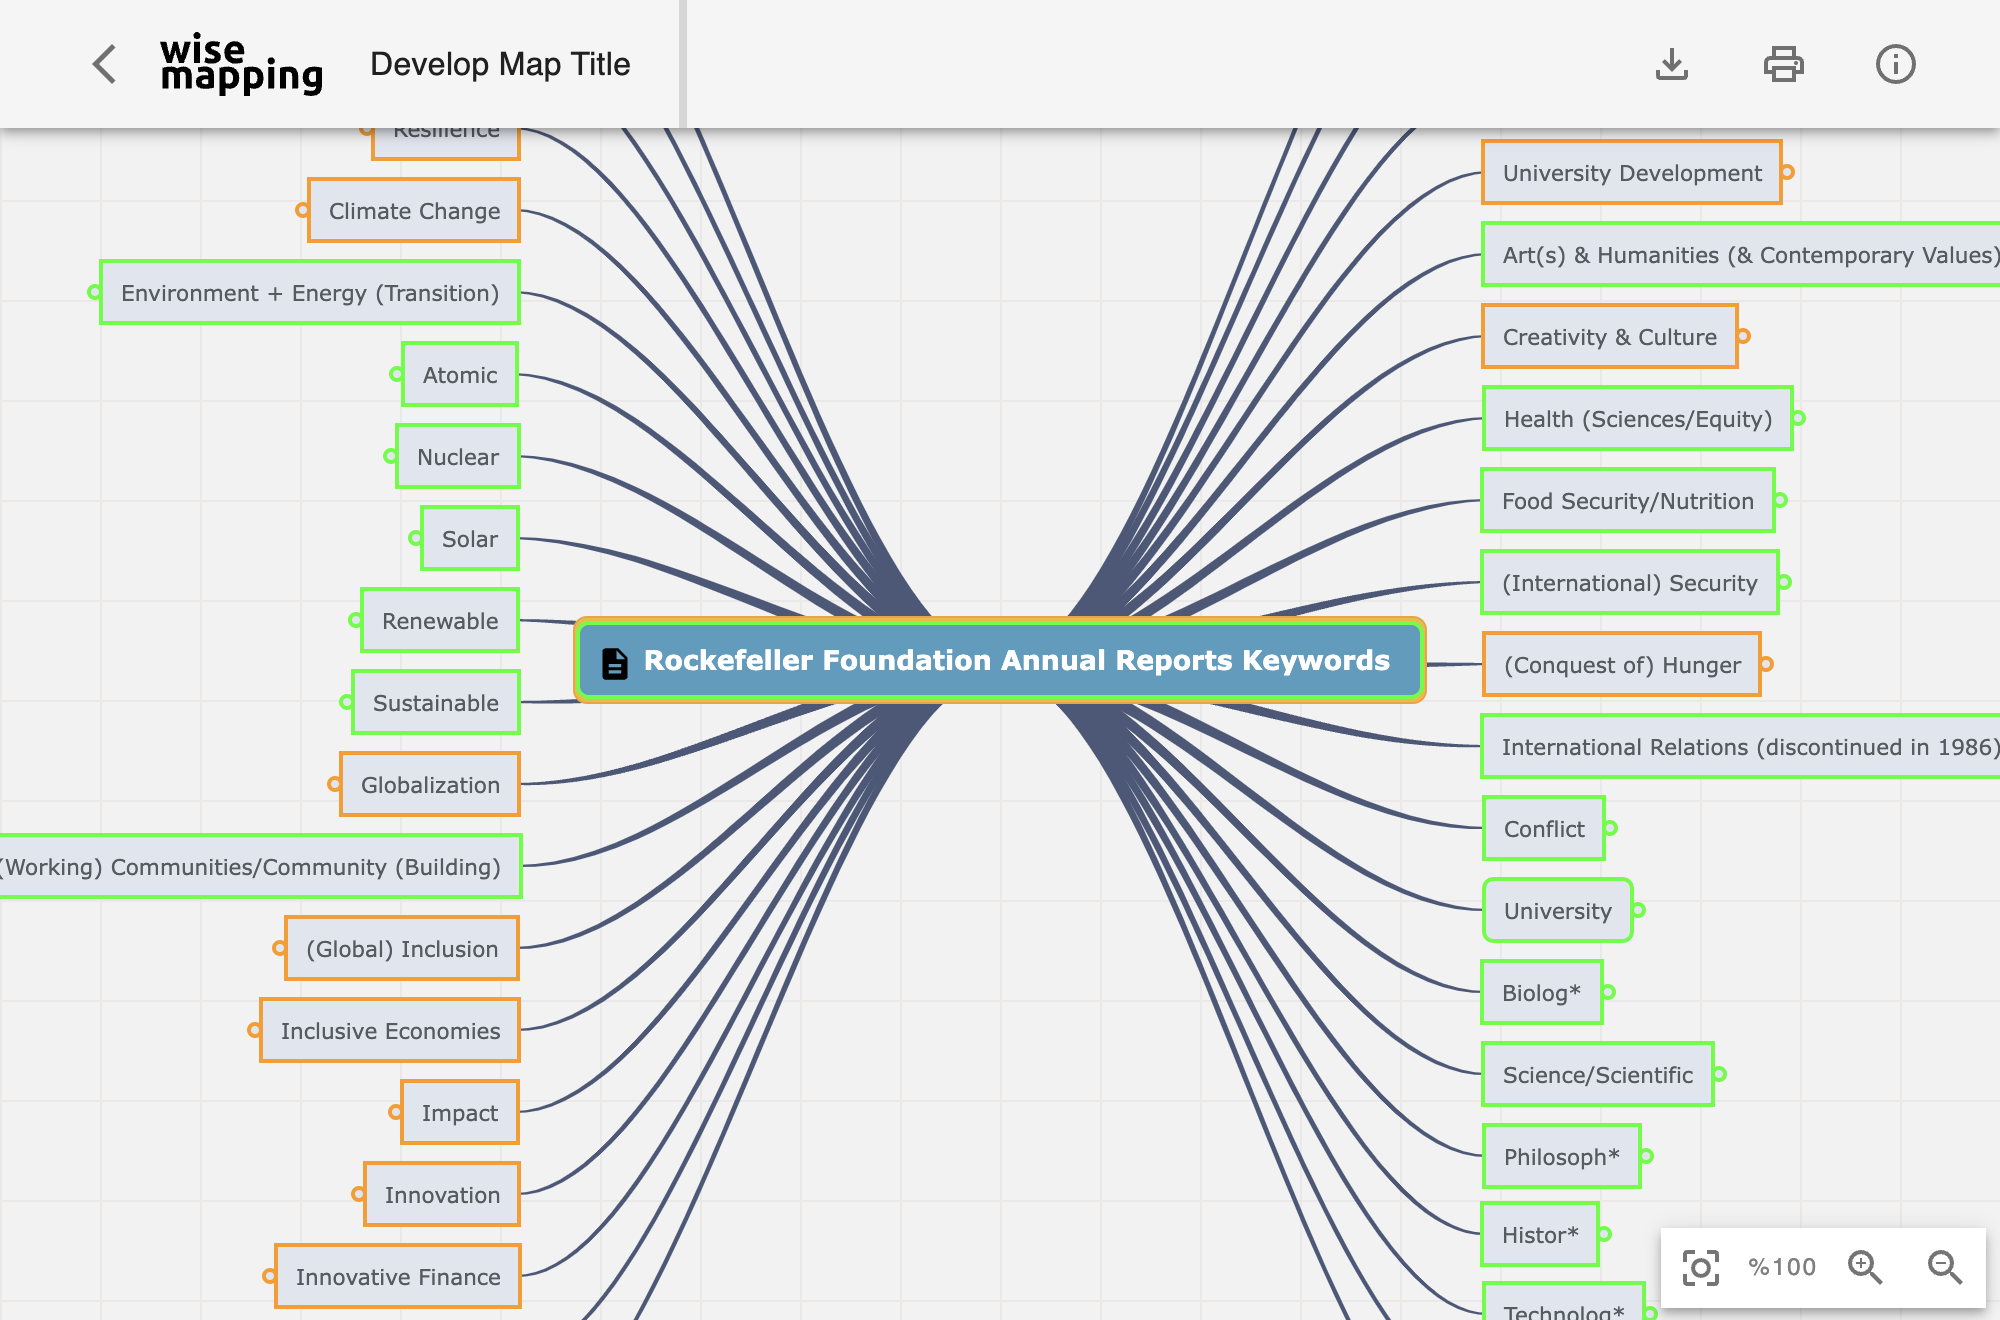 wise
mapping
Develop Map Title
Resilience
Climate Change
Environment + Energy (Transition)
Atomic
Nuclear
Solar
Renewable
Sustainable
Globalization
(Working) Communities/Community (Building)
(Global) Inclusion
Inclusive Economies
Impact
Innovation
Innovative Finance
Rockefeller Foundation Annual Reports Keywords
University Development
Art(s) & Humanities (& Contemporary Values)
Creativity & Culture
Health (Sciences/Equity)
Food Security/Nutrition
(International) Security
(Conquest of) Hunger
International Relations (discontinued in 1986)
Conflict
University
Biolog*
Science/Scientific
Philosoph*
Histor*
Technolog*
%100